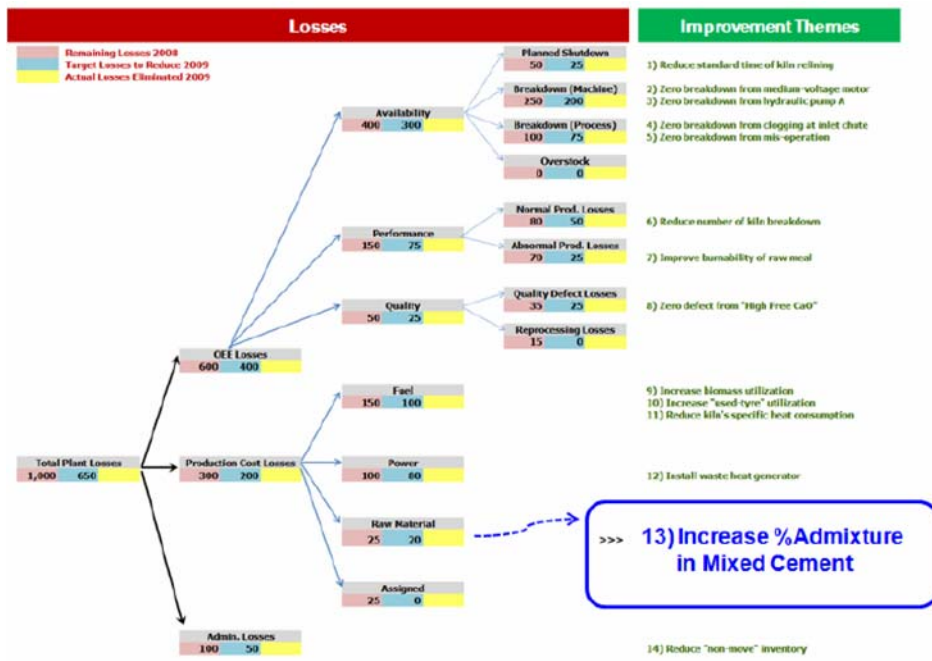 Losses
Improvement Themes
Remaining Losses 2008
Target Losses to Reduce 2009
Actual Losses Eliminated 2009
Planned Shutdown
50 25
1) Reduce standard time of kiln relining
Breakdown (Machine)
250 200
2) Zero breakdown from medium-voltage motor
3) Zero breakdown from hydraulic pump A
Availability
400 300
Breakdown (Process)
100 75
4) Zero breakdown from clogging at inlet chute
5) Zero breakdown from mis-operation
Overstock
0 0
Normal Prod. Losses
80 50
6) Reduce number of kiln breakdown
Performance
150 75
Abnormal Prod. Losses
70 25
7) Improve burnability of raw meal
Quality
50 25
Quality Defect Losses
35 25
8) Zero defect from "High Free CaO"
Reprocessing Losses
15 0
OEE Losses
600 400
Fuel
150 100
9) Increase biomass utilization
10) Increase "used-tyre" utilization
11) Reduce kiln's specific heat consumption
Total Plant Losses
1,000 650
Production Cost Losses
300 200
Power
100 80
12) Install waste heat generator
Raw Material
25 20
>>> 13) Increase %Admixture
in Mixed Cement
Assigned
25 0
Admin. Losses
100 50
14) Reduce "non-move" inventory